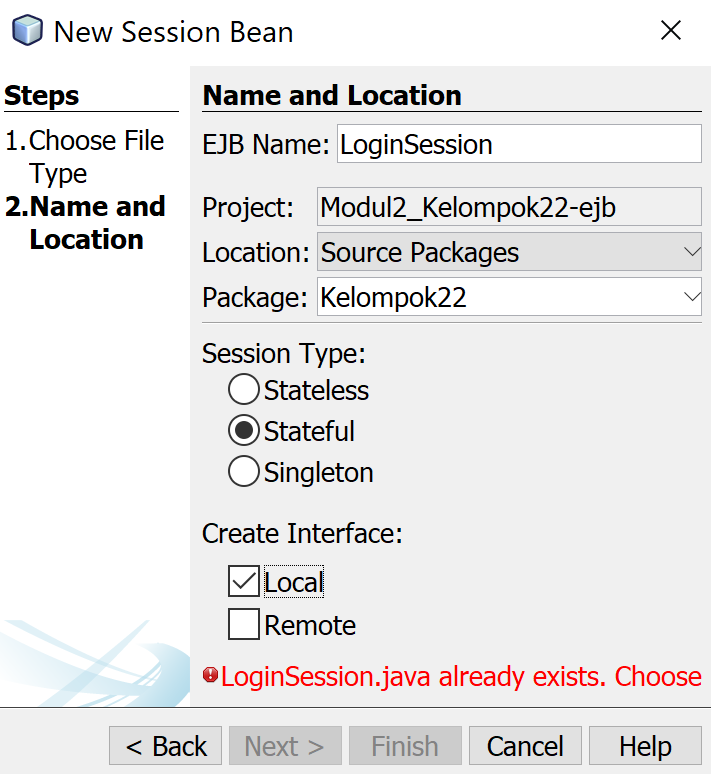 New Session Bean
Steps
1.Choose File
Type
2.Name and
Location
Name and Location
EJB Name: LoginSession
Project: Modul2_Kelompok22-ejb
Location: Source Packages
Package: Kelompok22
Session Type:
Stateless
Stateful
Singleton
Create Interface:
Local
Remote
LoginSession.java already exists. Choose
< Back Next > Finish Cancel Help